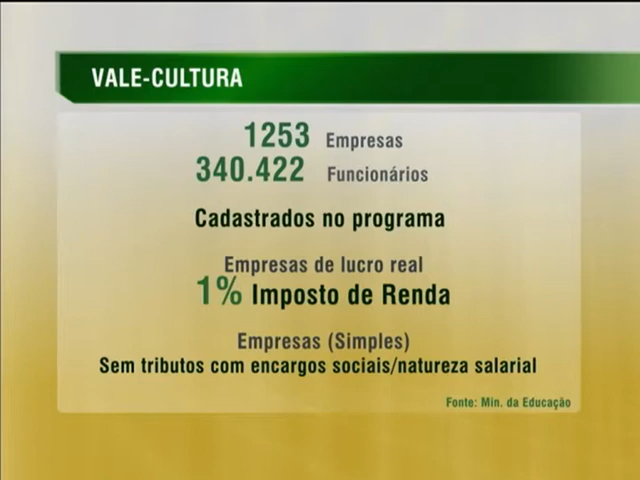 VALE-CULTURA
1253 Empresas
340.422 Funcionários
Cadastrados no programa
Empresas de lucro real
1% Imposto de Renda
Empresas (Simples)
Sem tributos com encargos sociais/natureza salarial
Fonte: Min. da Educação